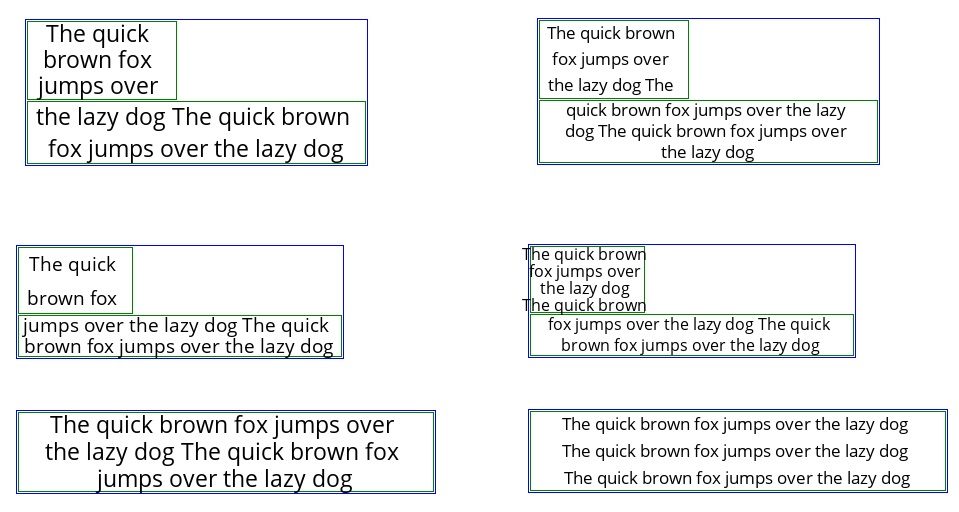 The quick
brown fox
jumps over
the lazy dog The quick brown
fox jumps over the lazy dog
The quick brown
fox jumps over
the lazy dog The
quick brown fox jumps over the lazy
dog The quick brown fox jumps over
the lazy dog
The quick
brown fox
jumps over the lazy dog The quick
brown fox jumps over the lazy dog
The quick brown
fox jumps over
the lazy dog
The quick brown
fox jumps over the lazy dog The quick
brown fox jumps over the lazy dog
The quick brown fox jumps over
the lazy dog The quick brown fox
jumps over the lazy dog
The quick brown fox jumps over the lazy dog
The quick brown fox jumps over the lazy dog
The quick brown fox jumps over the lazy dog